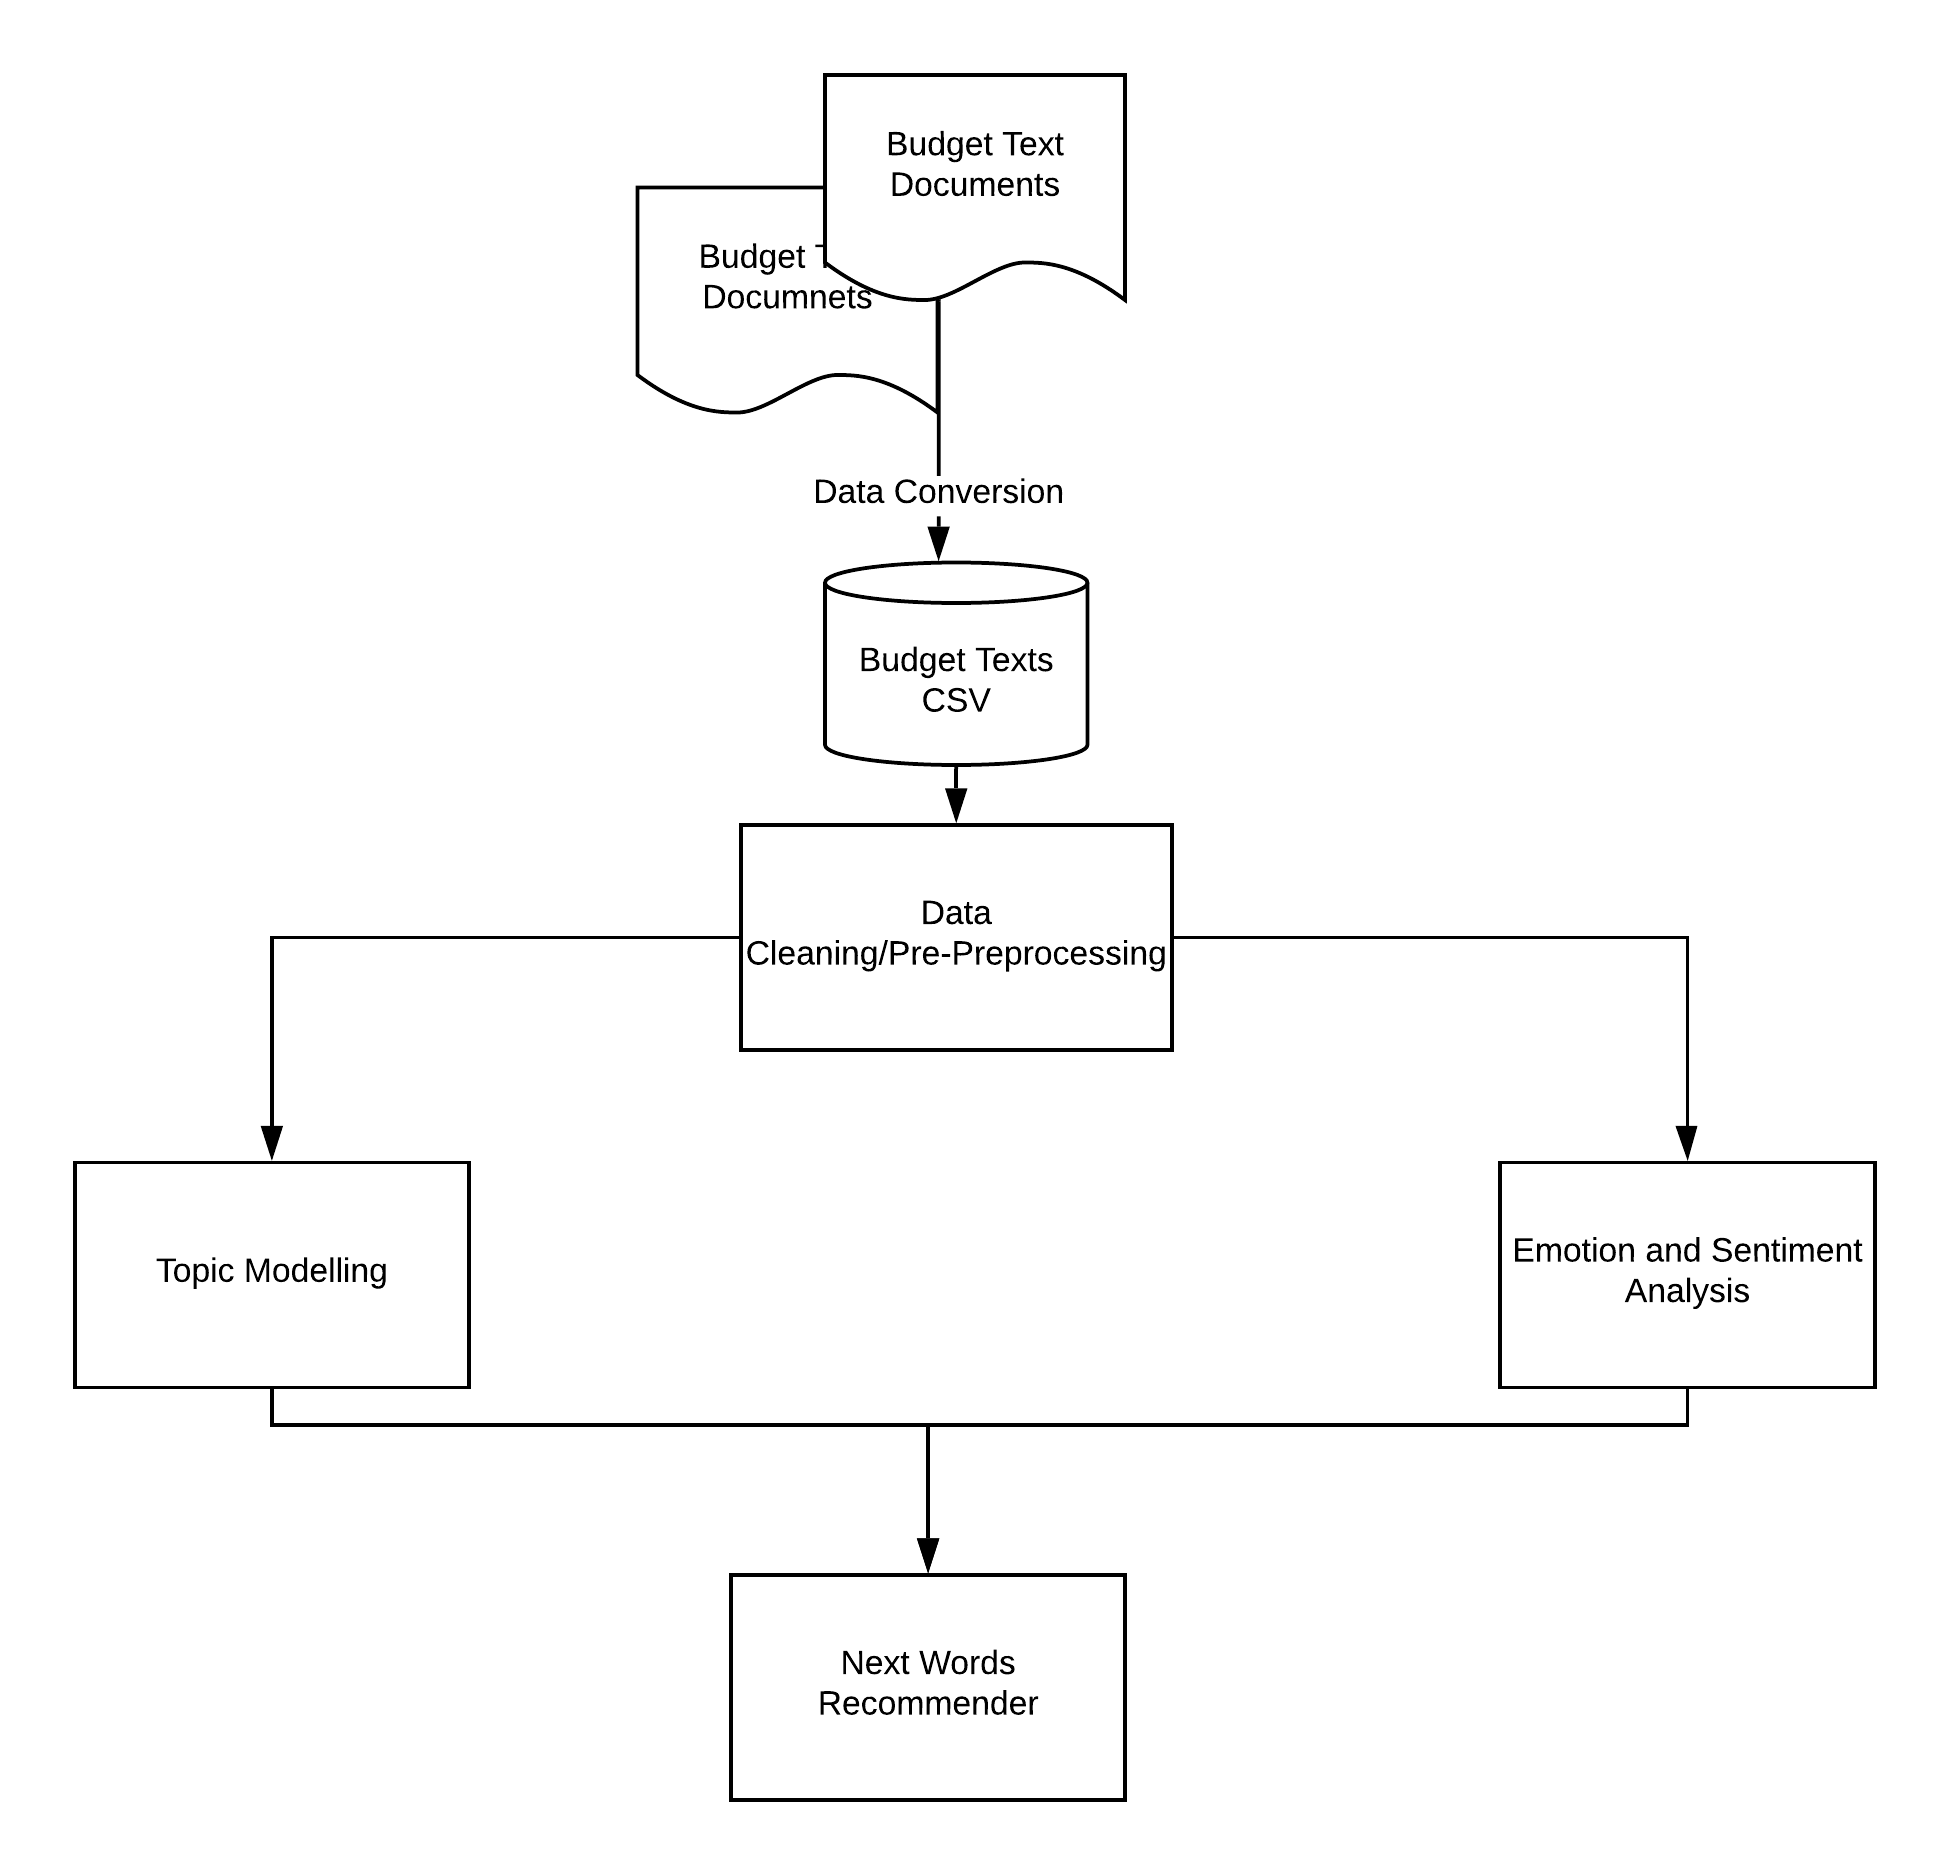 Budget Text
Documents
Budget
Documnets
Data Conversion
Budget Texts
CSV
Data
Cleaning/Pre-Preprocessing
Topic Modelling
Emotion and Sentiment
Analysis
Next Words
Recommender